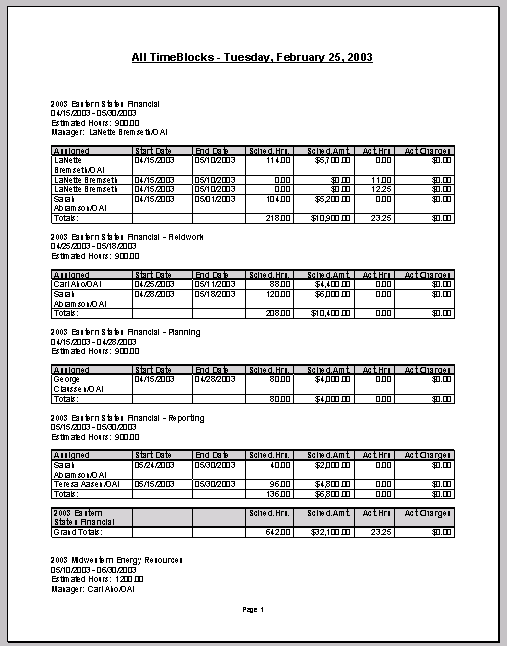 All TimeBlocks - Tuesday, February 25, 2003
2003 Eastern States Financial
04/15/2003 - 05/30/2003
Estimated Hours: 900.00
Manager: LaNette Bremseth/OAI
Assigned Start Date End Date Sched.Hrs. Sched.Amt. Act.Hrs. Act.Charges
LaNette 04/15/2003 05/10/2003 114.00 $5,700.00 0.00 $0.00
Bremseth/OAI
LaNette Bremseth 04/15/2003 05/10/2003 0.00 $0.00 11.00 $0.00
LaNette Bremseth 04/15/2003 05/10/2003 0.00 $0.00 12.25 $0.00
Sarah 04/15/2003 05/01/2003 104.00 $5,200.00 0.00 $0.00
Abramson/OAI
Totals: 218.00 $10,900.00 23.25 $0.00
2003 Eastern States Financial - Fieldwork
04/25/2003 - 05/18/2003
Estimated Hours: 900.00
Assigned Start Date End Date Sched.Hrs. Sched.Amt. Act.Hrs. Act.Charges
Carl Aho/OAI 04/25/2003 05/11/2003 88.00 $4,400.00 0.00 $0.00
Sarah 04/28/2003 05/18/2003 120.00 $6,000.00 0.00 $0.00
Abramson/OAI
Totals: 208.00 $10,400.00 0.00 $0.00
2003 Eastern States Financial - Planning
04/15/2003 - 04/28/2003
Estimated Hours: 900.00
Assigned Start Date End Date Sched.Hrs. Sched.Amt. Act.Hrs. Act.Charges
George 04/15/2003 04/28/2003 80.00 $4,000.00 0.00 $0.00
Claussen/OAI
Totals: 80.00 $4,000.00 0.00 $0.00
2003 Eastern States Financial - Reporting
05/15/2003 - 05/30/2003
Estimated Hours: 900.00
Assigned Start Date End Date Sched.Hrs. Sched.Amt. Act.Hrs. Act.Charges
Sarah 05/24/2003 05/30/2003 40.00 $2,000.00 0.00 $0.00
Abramson/OAI
Teresa Aasen/OAI 05/15/2003 05/30/2003 96.00 $4,800.00 0.00 $0.00
Totals: 136.00 $6,800.00 0.00 $0.00
2003 Eastern Sched.Hrs. Sched.Amt. Act.Hrs. Act.Charges
States Financial
Grand Totals: 642.00 $32,100.00 23.25 $0.00
2003 Midwestern Energy Resources
05/10/2003 - 06/30/2003
Estimated Hours: 1200.00
Manager: Carl Aho/OAI
Page 1